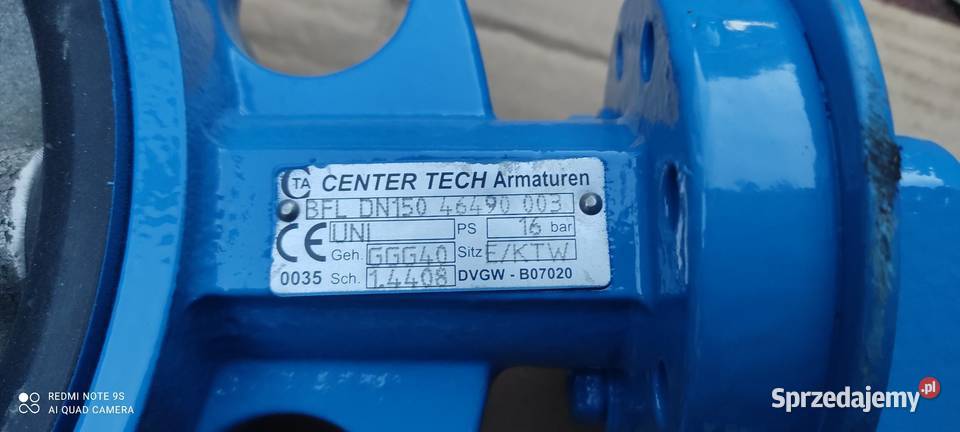 CTA CENTER TECH Armaturen
BFL DN150 46490 003
CE UNI PS 16 bar
Geh. GGG40 Sitz E/KTW
0035 Sch. 1.4408 DVGW - B07020
REDMI NOTE 9S
AI QUAD CAMERA
Sprzedajemy.pl